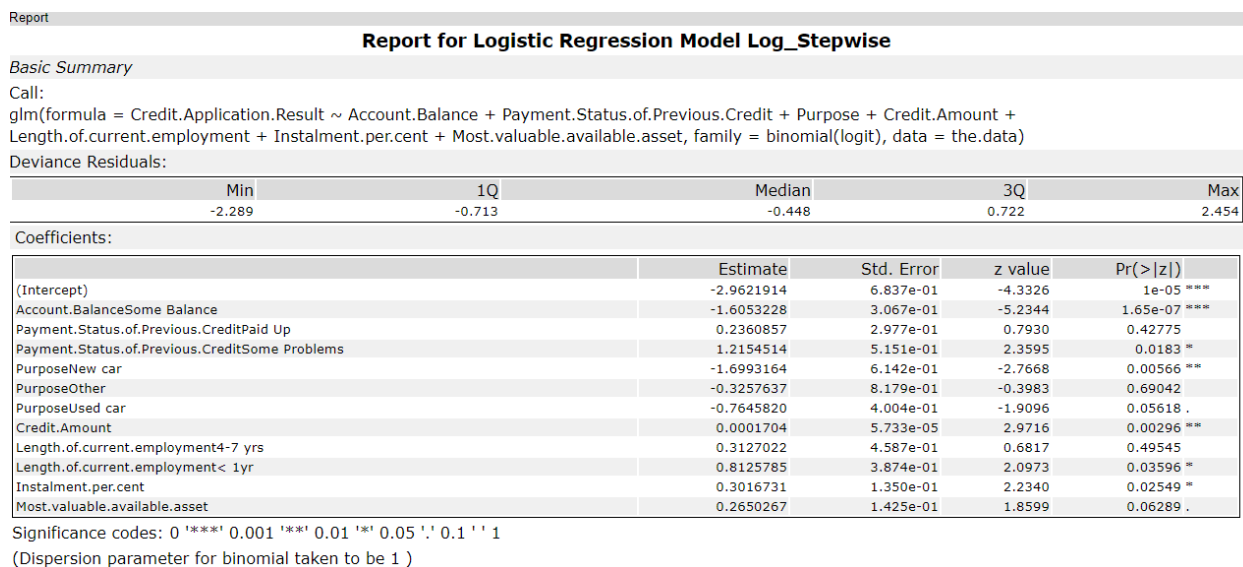 Report
Report for Logistic Regression Model Log_Stepwise
Basic Summary
Call:
glm(formula = Credit.Application.Result ~ Account.Balance + Payment.Status.of.Previous.Credit + Purpose + Credit.Amount +
Length.of.current.employment + Instalment.per.cent + Most.valuable.available.asset, family = binomial(logit), data = the.data)
Deviance Residuals:
Min 1Q Median 3Q Max
-2.289 -0.713 -0.448 0.722 2.454
Coefficients:
Estimate Std. Error z value Pr(>|z|)
(Intercept) -2.9621914 6.837e-01 -4.3326 1e-05 ***
Account.BalanceSome Balance -1.6053228 3.067e-01 -5.2344 1.65e-07 ***
Payment.Status.of.Previous.CreditPaid Up 0.2360857 2.977e-01 0.7930 0.42775
Payment.Status.of.Previous.CreditSome Problems 1.2154514 5.151e-01 2.3595 0.0183 *
PurposeNew car -1.6993164 6.142e-01 -2.7668 0.00566 **
PurposeOther -0.3257637 8.179e-01 -0.3983 0.69042
PurposeUsed car -0.7645820 4.004e-01 -1.9096 0.05618 .
Credit.Amount 0.0001704 5.733e-05 2.9716 0.00296 **
Length.of.current.employment4-7 yrs 0.3127022 4.587e-01 0.6817 0.49545
Length.of.current.employment< 1yr 0.8125785 3.874e-01 2.0973 0.03596 *
Instalment.per.cent 0.3016731 1.350e-01 2.2340 0.02549 *
Most.valuable.available.asset 0.2650267 1.425e-01 1.8599 0.06289 .
Significance codes: 0 '***' 0.001 '**' 0.01 '*' 0.05 '.' 0.1 ' ' 1
(Dispersion parameter for binomial taken to be 1 )